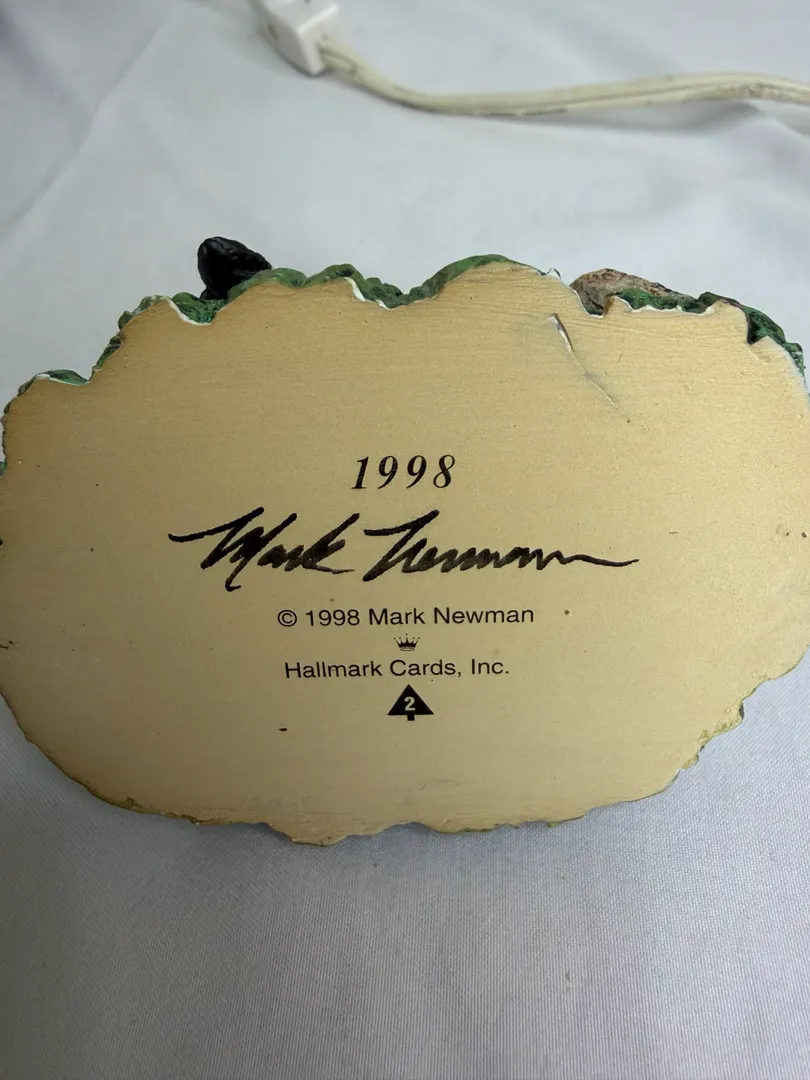 1998
Mark Newman
© 1998 Mark Newman
Hallmark Cards, Inc.
2